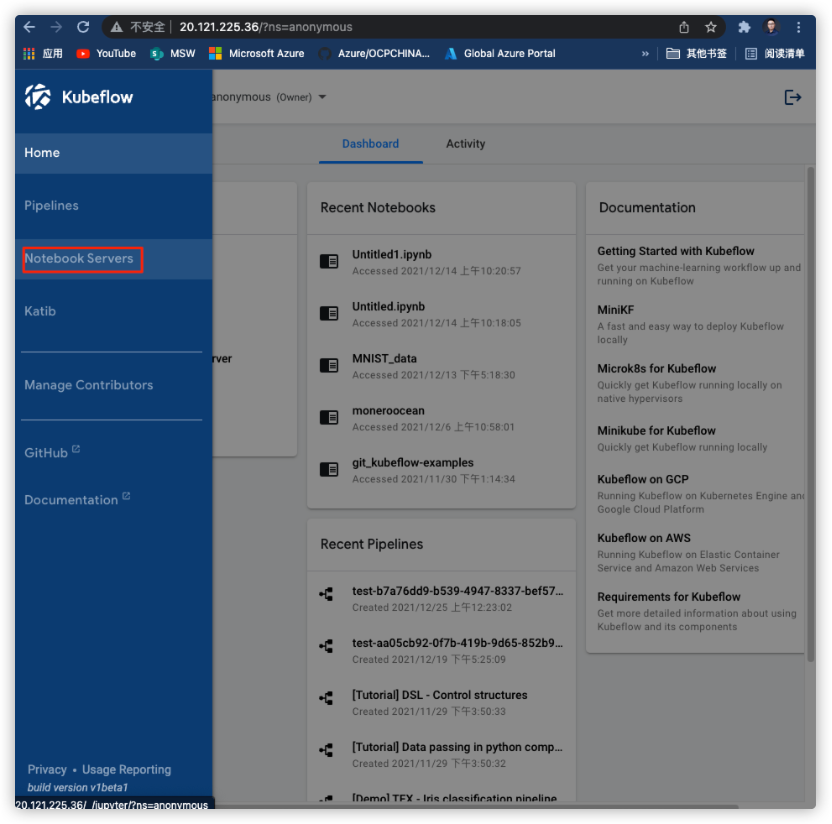 不安全 20.121.225.36/?ns=anonymous
应用 YouTube MSW Microsoft Azure Azure/OCPCHINA... Global Azure Portal » 其他书签 阅读清单
Kubeflow
anonymous (Owner)
Home
Pipelines
Notebook Servers
Katib
Manage Contributors
GitHub
Documentation
Privacy • Usage Reporting
build version v1beta1
20.121.225.36/_/jupyter/?ns=anonymous
Dashboard Activity
rver
Recent Notebooks
Untitled1.ipynb
Accessed 2021/12/14 上午10:20:57
Untitled.ipynb
Accessed 2021/12/14 上午10:18:05
MNIST_data
Accessed 2021/12/13 下午5:18:30
moneroocean
Accessed 2021/12/6 上午10:58:01
git_kubeflow-examples
Accessed 2021/11/30 下午1:14:34
Recent Pipelines
test-b7a76dd9-b539-4947-8337-bef57...
Created 2021/12/25 上午12:23:02
test-aa05cb92-0f7b-419b-9d65-852b9...
Created 2021/12/19 下午5:25:09
[Tutorial] DSL - Control structures
Created 2021/11/29 下午3:50:33
[Tutorial] Data passing in python comp...
Created 2021/11/29 下午3:50:32
[Demo] TFX - Iris classification pipeline
Documentation
Getting Started with Kubeflow
Get your machine-learning workflow up and
running on Kubeflow
MiniKF
A fast and easy way to deploy Kubeflow
locally
Microk8s for Kubeflow
Quickly get Kubeflow running locally on
native hypervisors
Minikube for Kubeflow
Quickly get Kubeflow running locally
Kubeflow on GCP
Running Kubeflow on Kubernetes Engine and
Google Cloud Platform
Kubeflow on AWS
Running Kubeflow on Elastic Container
Service and Amazon Web Services
Requirements for Kubeflow
Get more detailed information about using
Kubeflow and its components